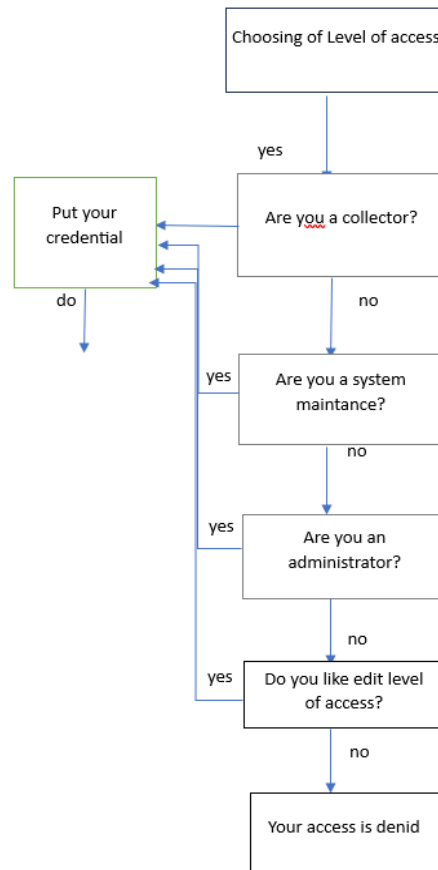 Choosing of Level of access
yes
Put your
credential
Are you a collector?
do
no
yes
Are you a system
maintance?
no
yes
Are you an
administrator?
no
yes
Do you like edit level
of access?
no
Your access is denid